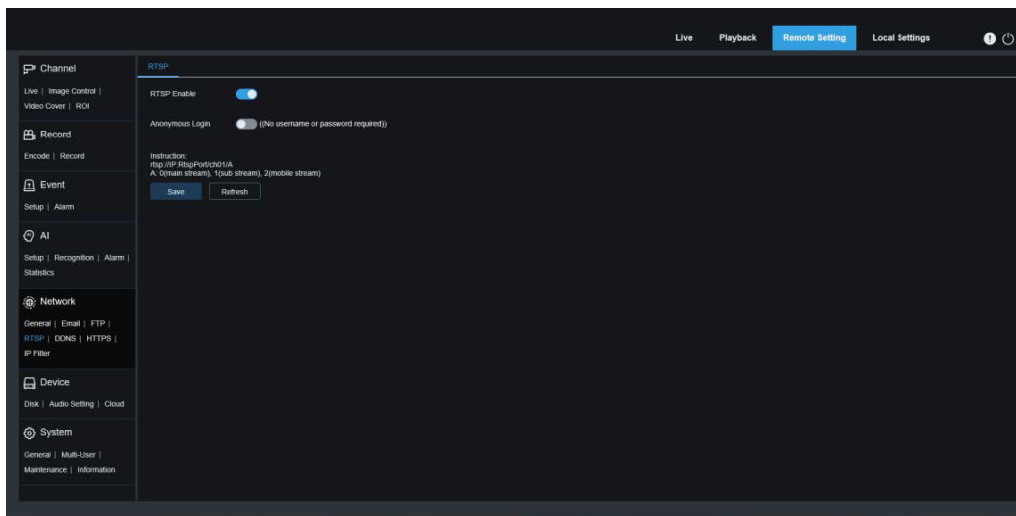 Live Playback Remote Setting Local Settings
Channel
Live | Image Control |
Video Cover | ROI
Record
Encode | Record
Event
Setup | Alarm
AI
Setup | Recognition | Alarm |
Statistics
Network
General | Email | FTP |
RTSP | DDNS | HTTPS |
IP Filter
Device
Disk | Audio Setting | Cloud
System
General | Multi-User |
Maintenance | Information
RTSP
RTSP Enable
Anonymous Login ((No username or password required))
Instruction:
rtsp://IP:RtspPort/ch01/A
A: 0(main stream), 1(sub stream), 2(mobile stream)
Save Refresh